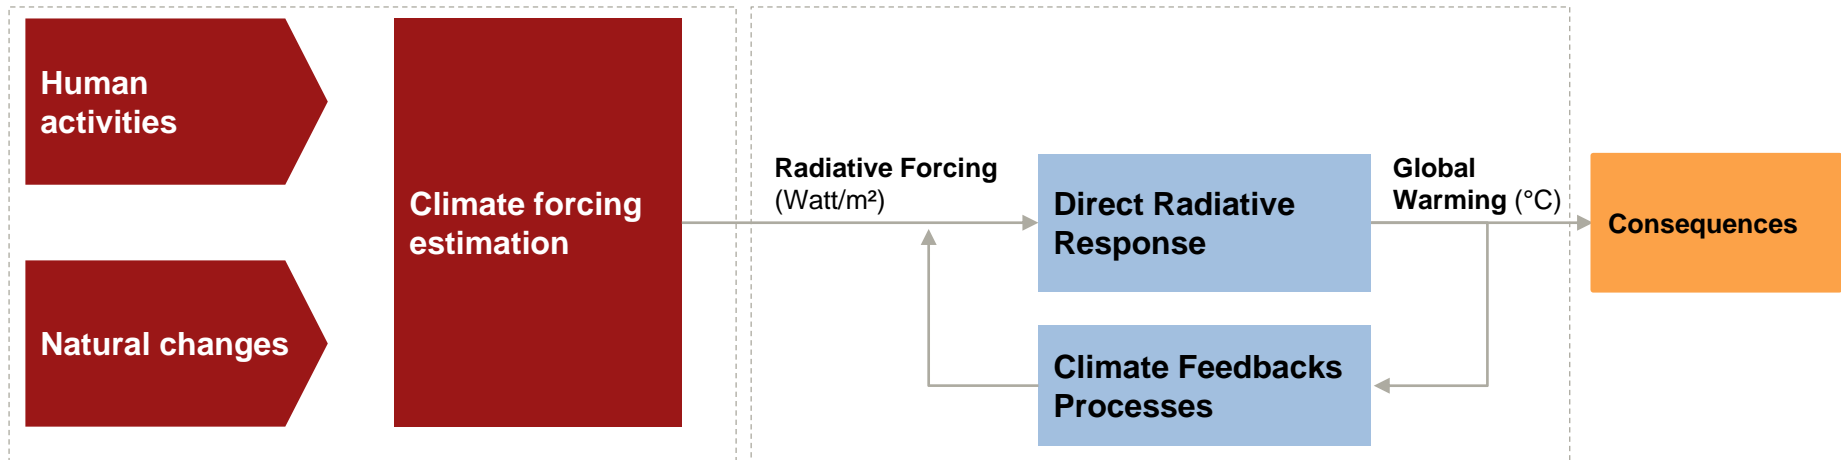 Human
activities
Natural changes
Climate forcing
estimation
Radiative Forcing
(Watt/m²)
Direct Radiative
Response
Climate Feedbacks
Processes
Global
Warming (°C)
Consequences